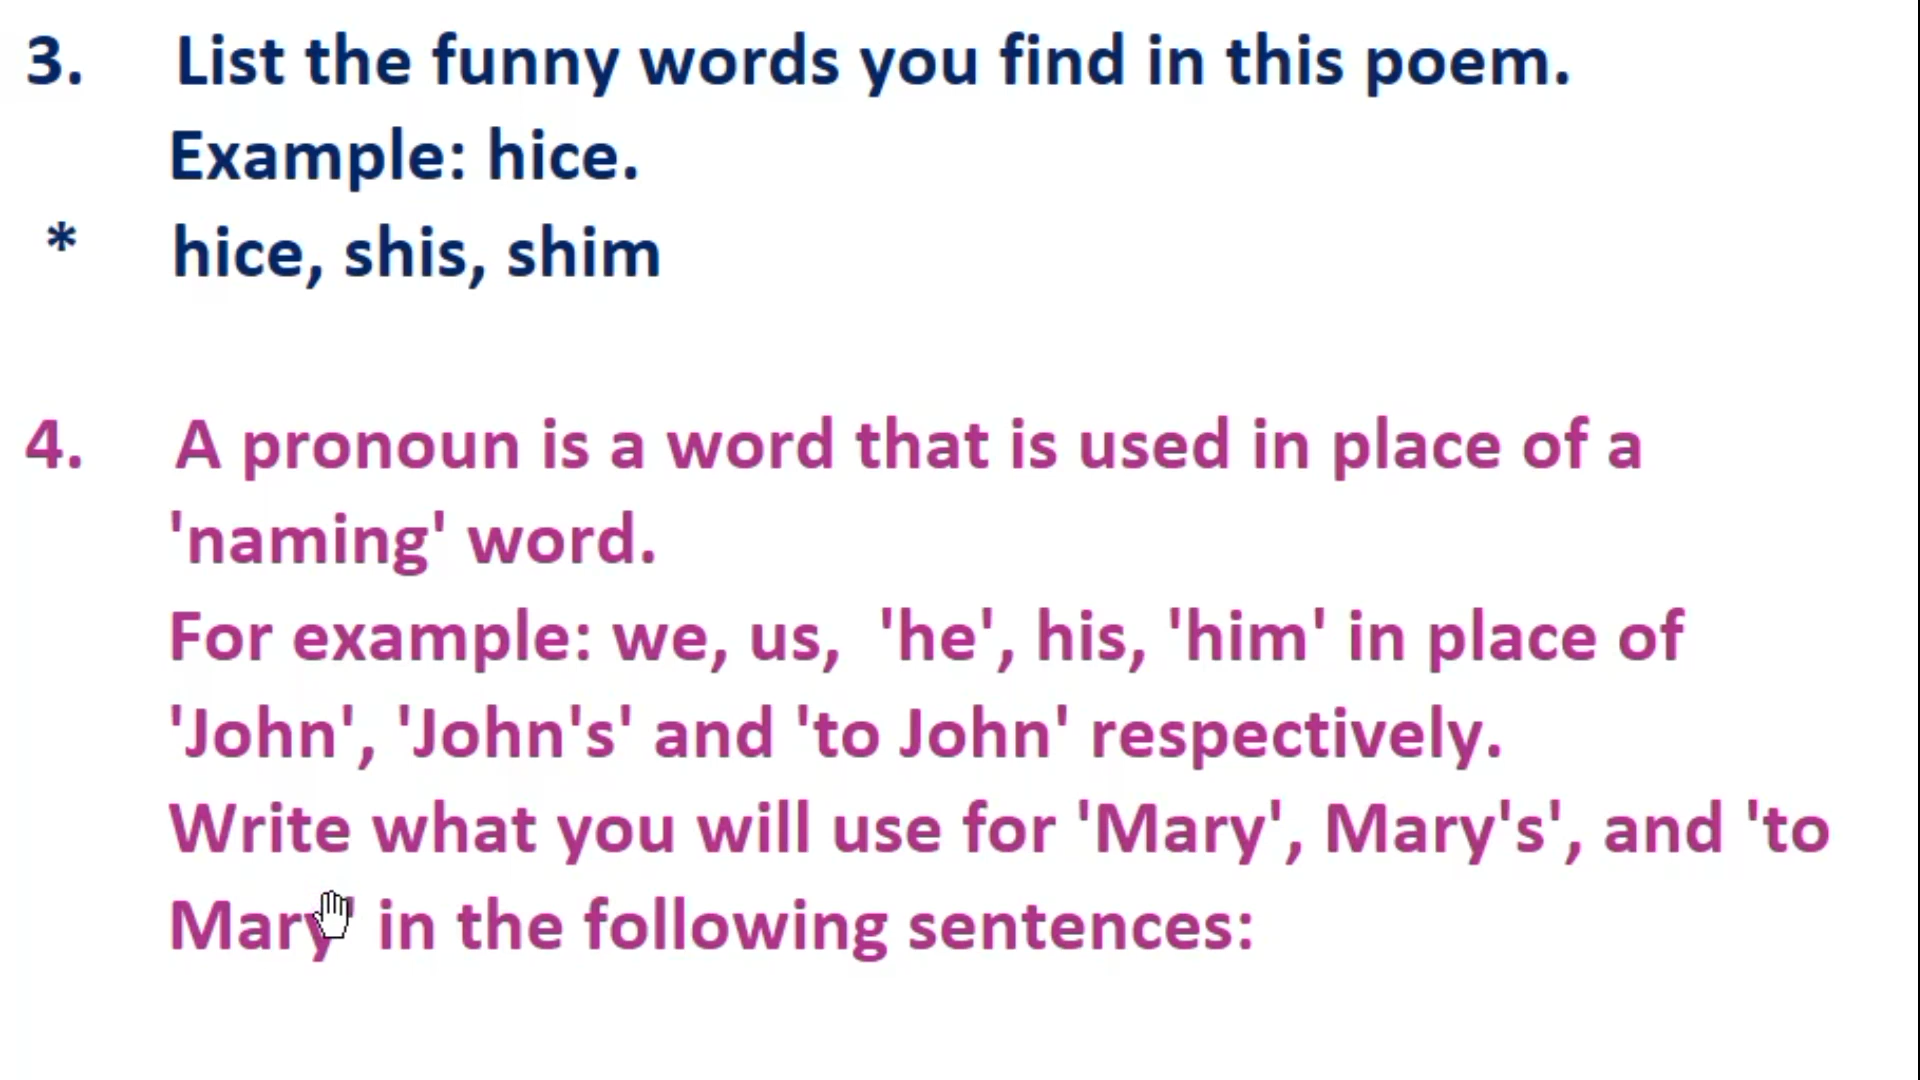 3. List the funny words you find in this poem.
Example: hice.
* hice, shis, shim
4. A pronoun is a word that is used in place of a
'naming' word.
For example: we, us, 'he', his, 'him' in place of
'John', 'John's' and 'to John' respectively.
Write what you will use for 'Mary', Mary's', and 'to
Mary' in the following sentences: